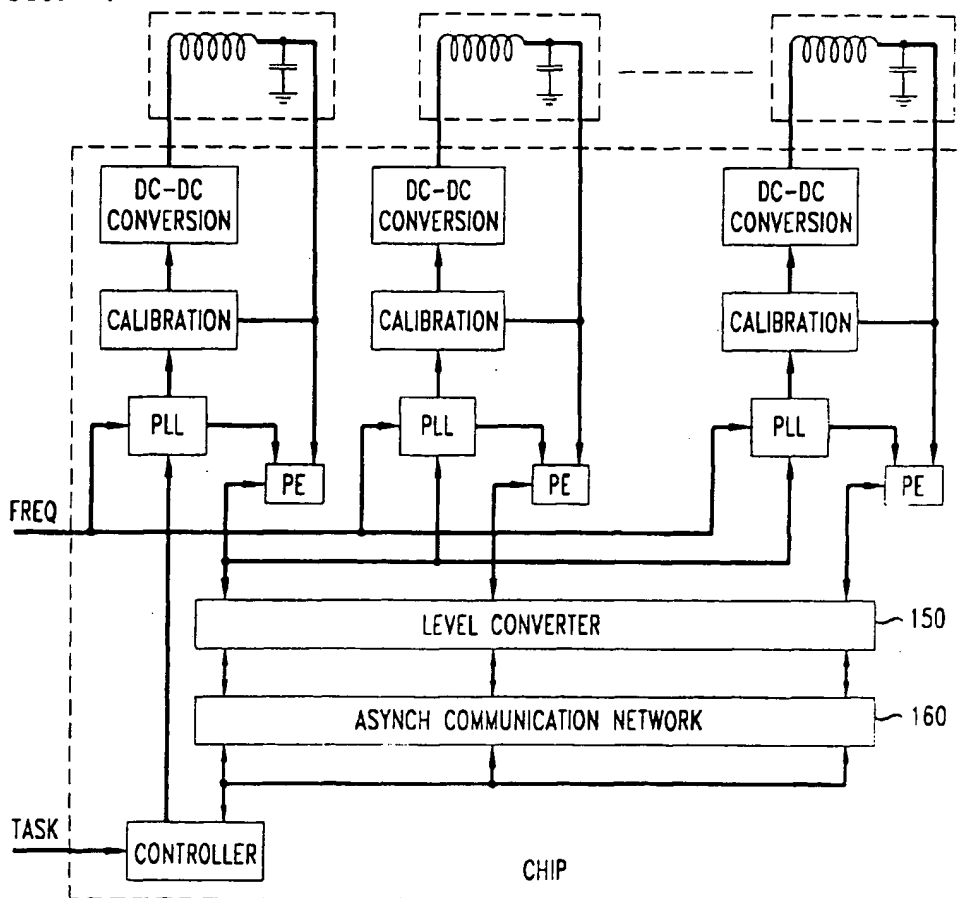 DC-DC
CONVERSION
DC-DC
CONVERSION
DC-DC
CONVERSION
CALIBRATION
CALIBRATION
CALIBRATION
PLL
PLL
PLL
PE
PE
PE
FREQ
LEVEL CONVERTER
150
ASYNCH COMMUNICATION NETWORK
160
TASK
CONTROLLER
CHIP